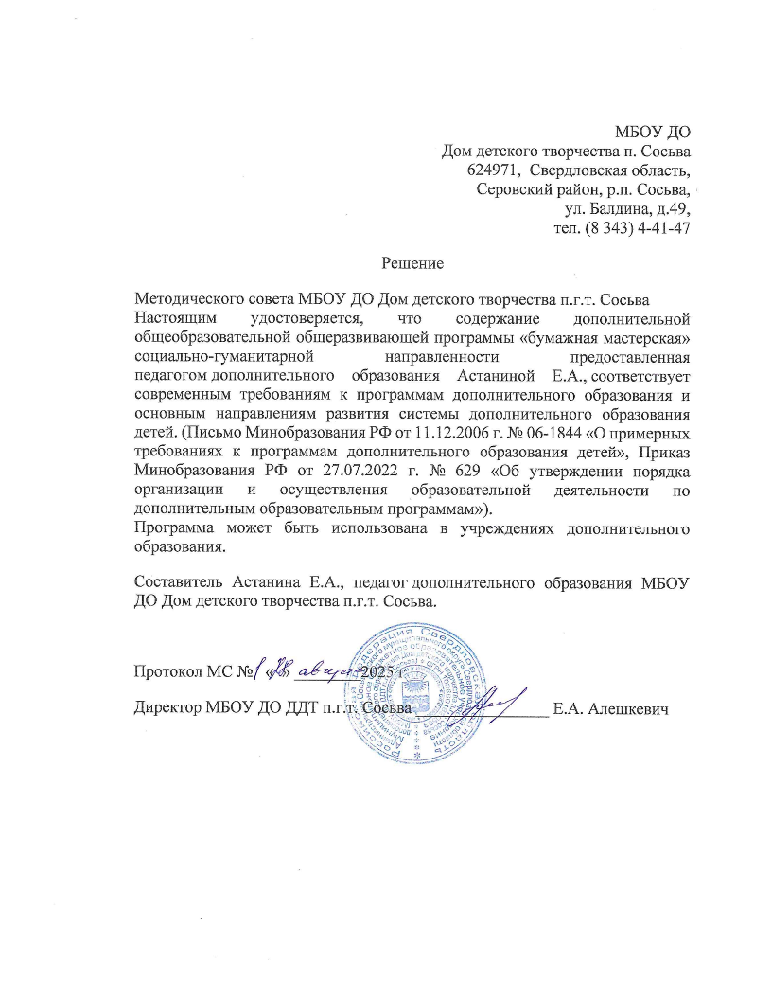 МБОУ ДО
Дом детского творчества п. Сосьва
624971, Свердловская область,
Серовский район, р.п. Сосьва,
ул. Балдина, д.49,
тел. (8 343) 4-41-47
Решение
Методического совета МБОУ ДО Дом детского творчества п.г.т. Сосьва
Настоящим удостоверяется, что содержание дополнительной
общеобразовательной общеразвивающей программы «бумажная мастерская»
социально-гуманитарной направленности предоставленная
педагогом дополнительного образования Астаниной Е.А., соответствует
современным требованиям к программам дополнительного образования и
основным направлениям развития системы дополнительного образования
детей. (Письмо Минобразования РФ от 11.12.2006 г. № 06-1844 «О примерных
требованиях к программам дополнительного образования детей», Приказ
Минобразования РФ от 27.07.2022 г. № 629 «Об утверждении порядка
организации и осуществления образовательной деятельности по
дополнительным образовательным программам»).
Программа может быть использована в учреждениях дополнительного
образования.
Составитель Астанина Е.А., педагог дополнительного образования МБОУ
ДО Дом детского творчества п.г.т. Сосьва.
Протокол МС №1 «28» август 2025 г
Директор МБОУ ДО ДДТ п.г.т. Сосьва Е.А. Алешкевич
Российская Федерация Свердловская область